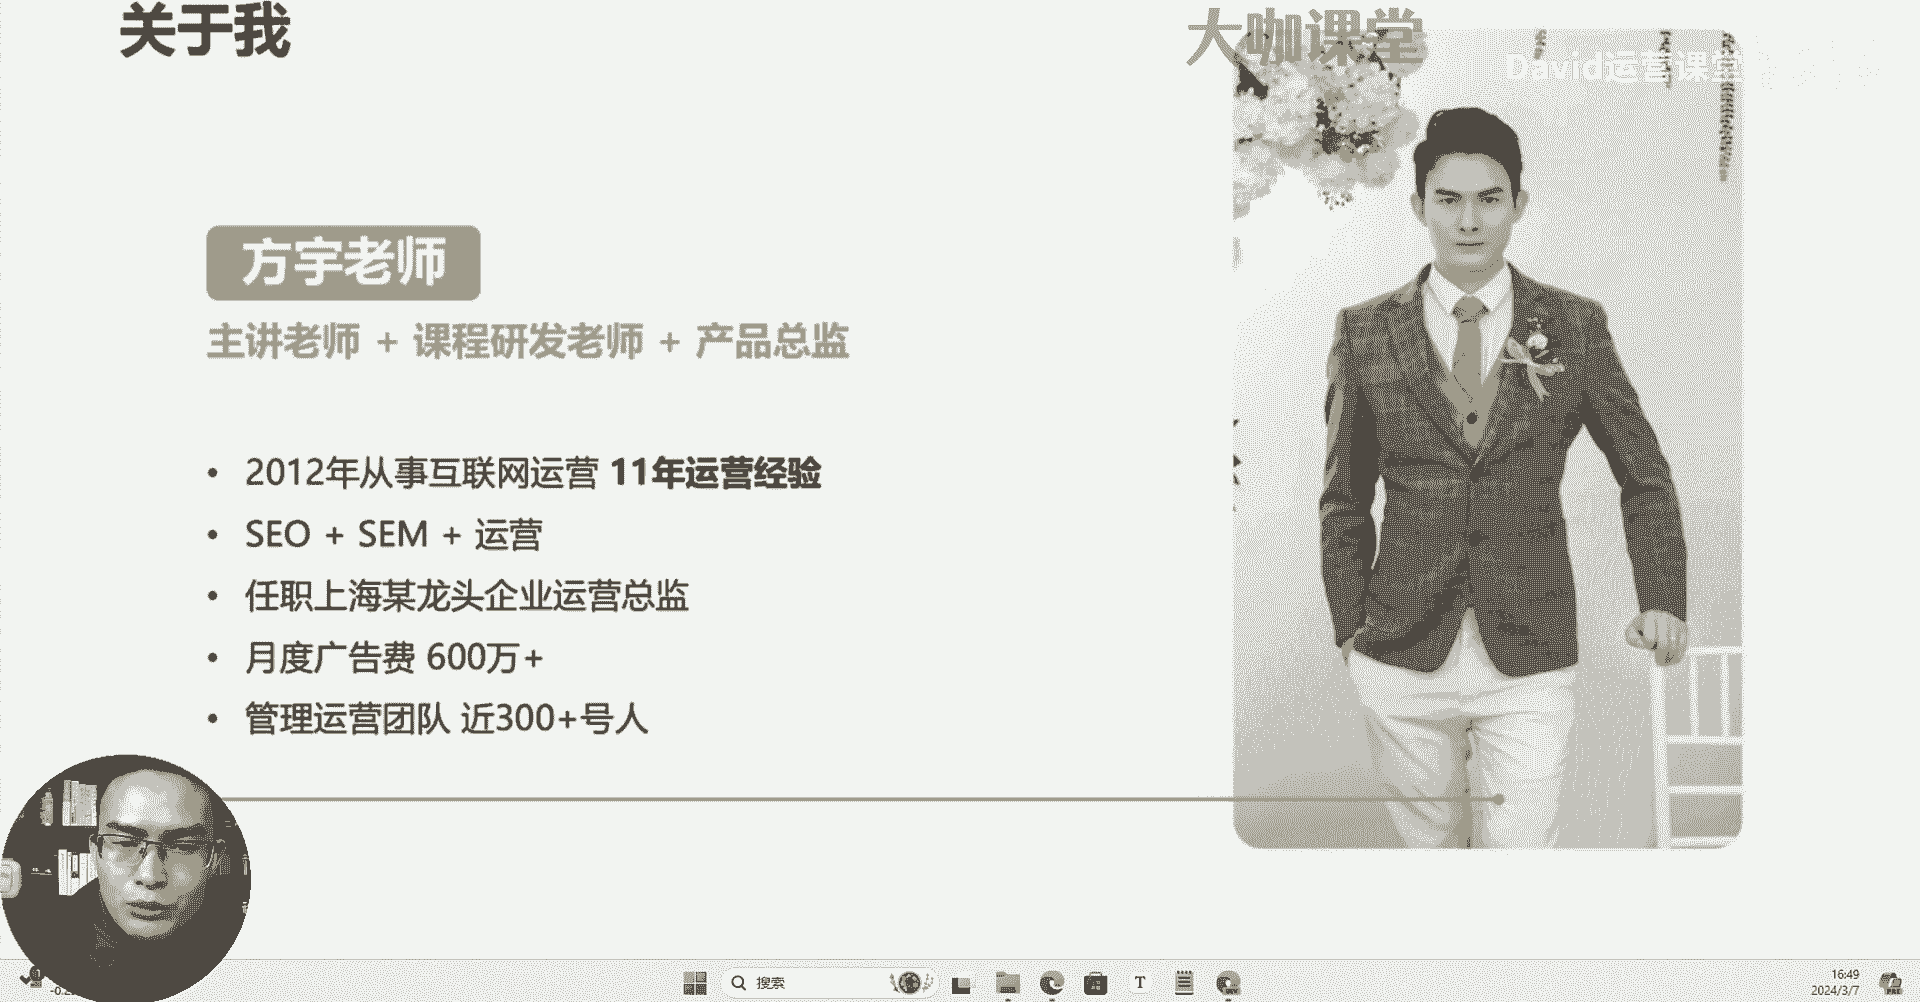 关于我
大咖课堂
David运营课堂
方宇老师
主讲老师 + 课程研发老师 + 产品总监
• 2012年从事互联网运营 11年运营经验
• SEO + SEM + 运营
• 任职上海某龙头企业运营总监
• 月度广告费 600万+
• 管理运营团队 近300+号人
搜索
T
16:49
2024/3/7